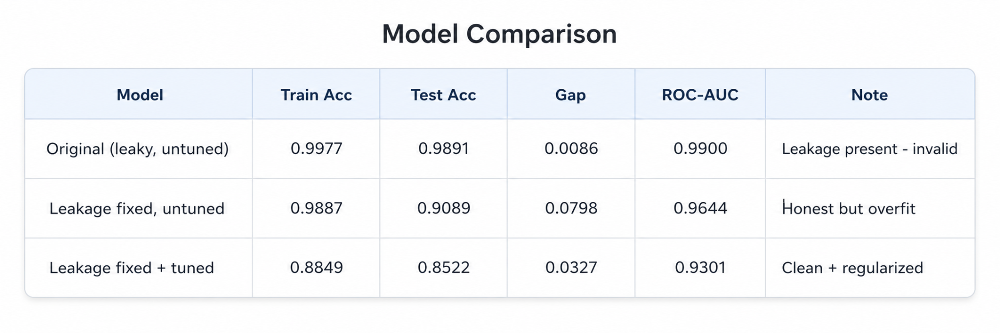 Model Comparison
Model Train Acc Test Acc Gap ROC-AUC Note
Original (leaky, untuned) 0.9977 0.9891 0.0086 0.9900 Leakage present - invalid
Leakage fixed, untuned 0.9887 0.9089 0.0798 0.9644 Honest but overfit
Leakage fixed + tuned 0.8849 0.8522 0.0327 0.9301 Clean + regularized